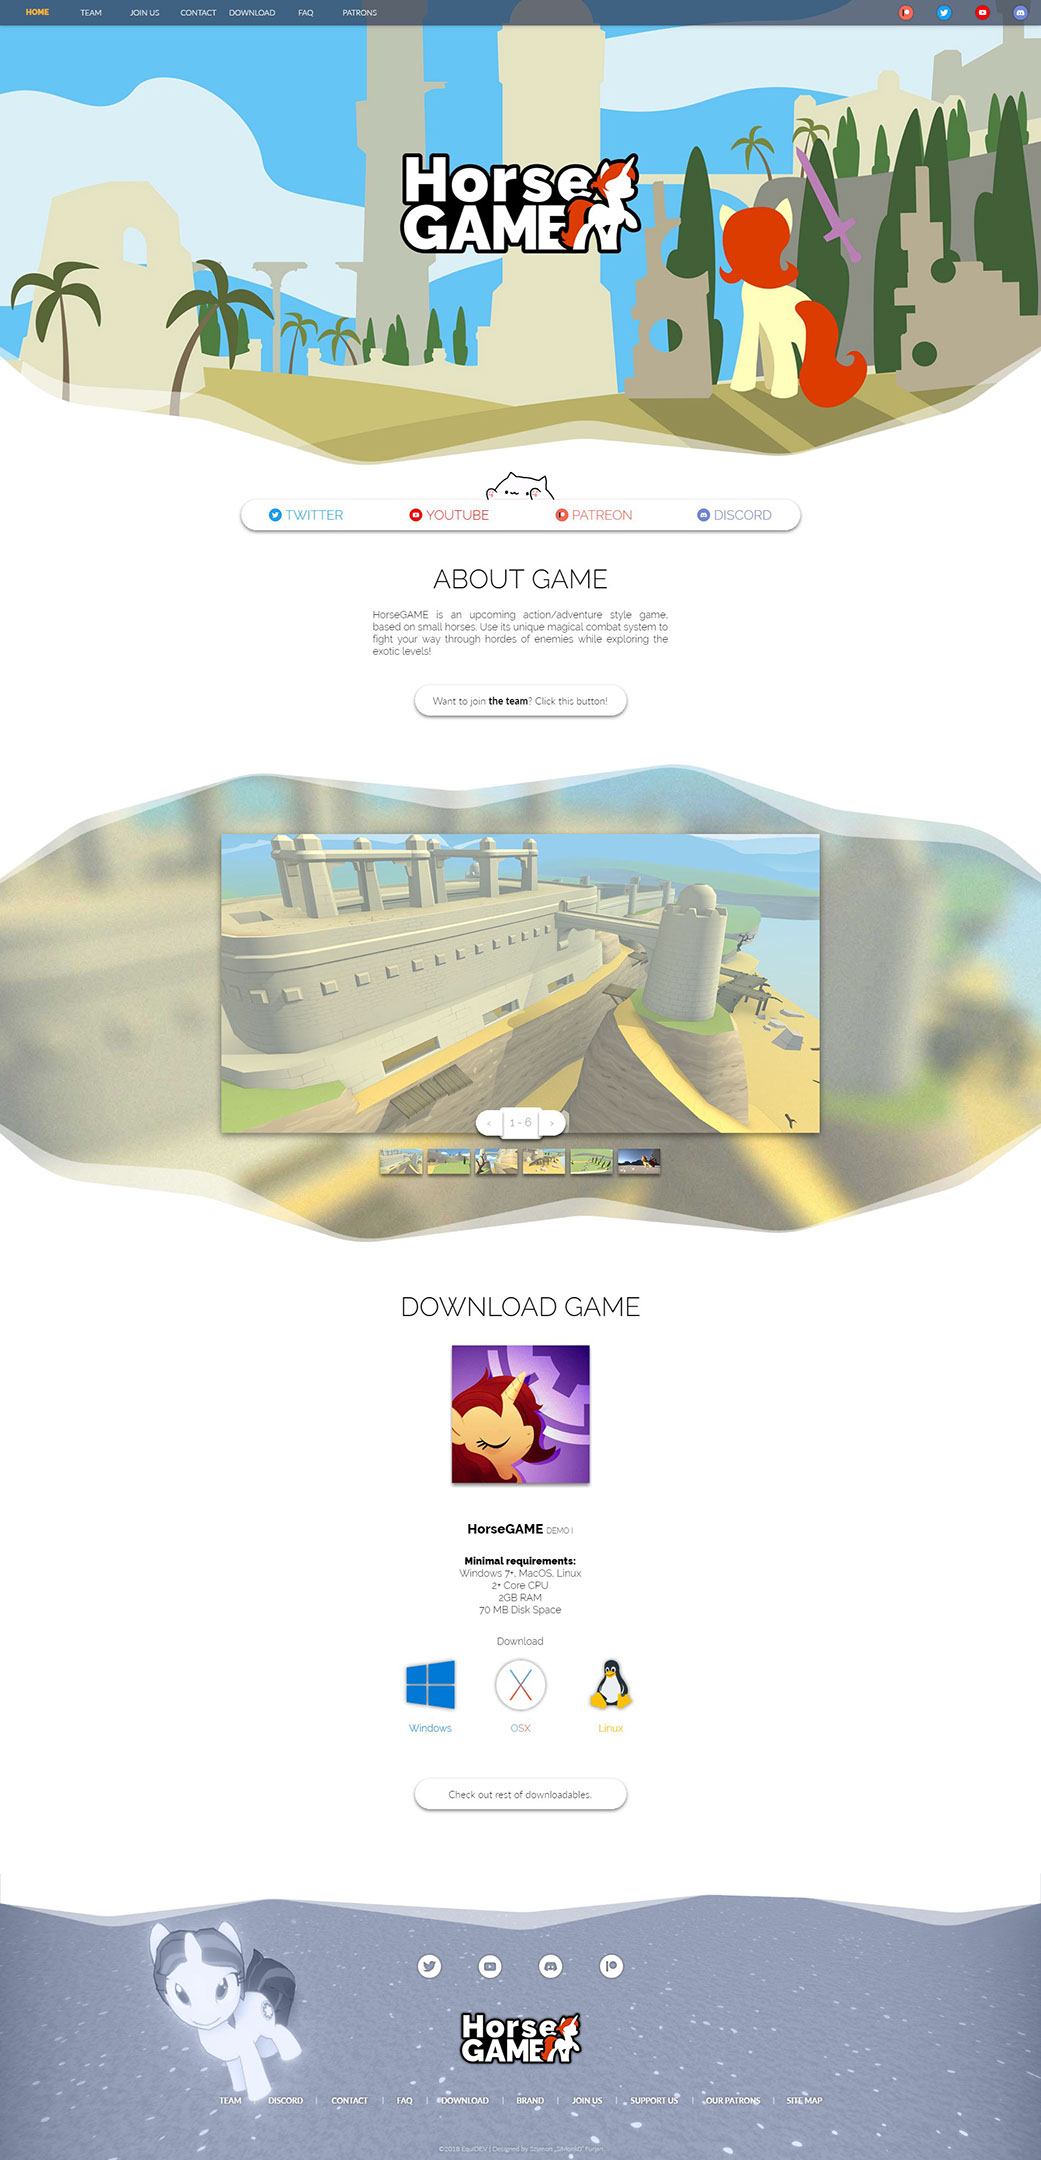 HOME TEAM JOIN US CONTACT DOWNLOAD FAQ PATRONS
Horse
GAME
TWITTER YOUTUBE PATREON DISCORD
ABOUT GAME
HorseGAME is an upcoming action/adventure style game,
based on small horses. Use its unique magical combat system to
fight your way through hordes of enemies while exploring the
exotic levels!
Want to join the team? Click this button!
< 1 - 6 >
DOWNLOAD GAME
HorseGAME DEMO I
Minimal requirements:
Windows 7+, MacOS, Linux
2+ Core CPU
2GB RAM
70 MB Disk Space
Download
Windows OSX Linux
Check out rest of downloadables.
Horse
GAME
TEAM | DISCORD | CONTACT | FAQ | DOWNLOAD | BRAND | JOIN US | SUPPORT US | OUR PATRONS | SITE MAP
©2018 EquiDEV | Designed by Szymon